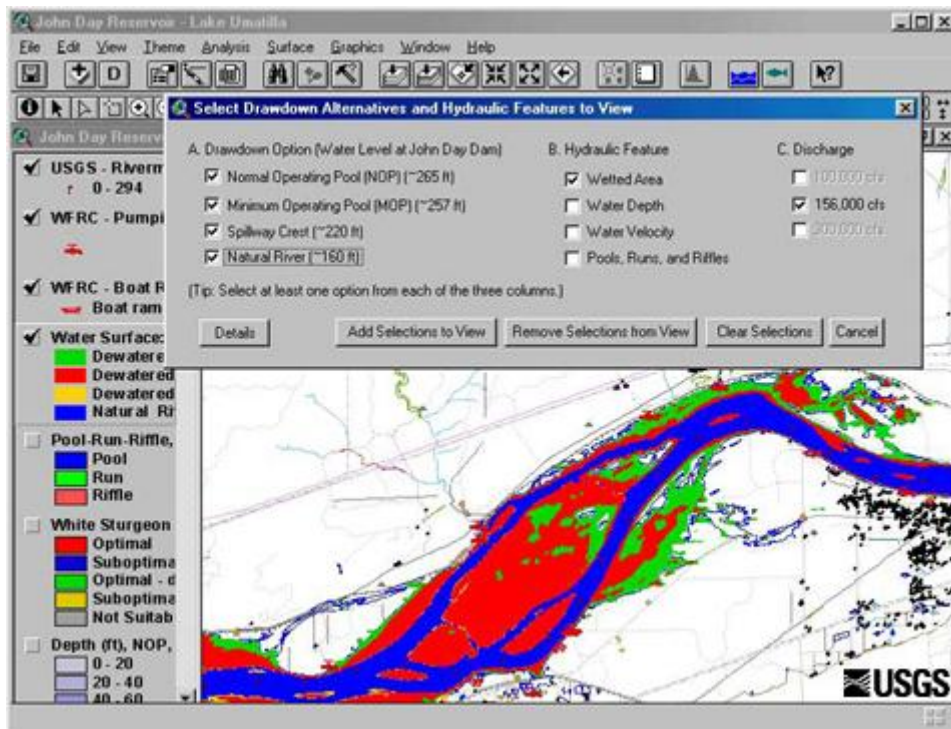 John Day Reservoir - Lake Umatilla
File Edit View Theme Analysis Surface Graphics Window Help
D
Select Drawdown Alternatives and Hydraulic Features to View
John Day Reserv
A. Drawdown Option (Water Level at John Day Dam)
B. Hydraulic Feature
C. Discharge
Normal Operating Pool (NOP) (~265 ft)
Wetted Area
100,000 cfs
Minimum Operating Pool (MOP) (~257 ft)
Water Depth
156,000 cfs
Spillway Crest (~220 ft)
Water Velocity
Natural River (~160 ft)
Pools, Runs, and Riffles
(Tip: Select at least one option from each of the three columns.)
Details
Add Selections to View
Remove Selections from View
Clear Selections
Cancel
USGS - Riverm
0 - 294
WFRC - Pumpi
WFRC - Boat R
Boat ram
Water Surface:
Dewatere
Dewatered
Dewatered
Natural Ri
Pool-Run-Riffle,
Pool
Run
Riffle
White Sturgeon
Optimal
Suboptima
Optimal - d
Suboptima
Not Suitab
Depth (ft), NOP,
0 - 20
20 - 40
40 - 60
USGS